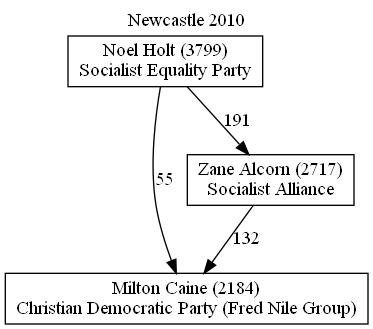 Newcastle 2010
Noel Holt (3799)
Socialist Equality Party
191
Zane Alcorn (2717)
Socialist Alliance
55
132
Milton Caine (2184)
Christian Democratic Party (Fred Nile Group)